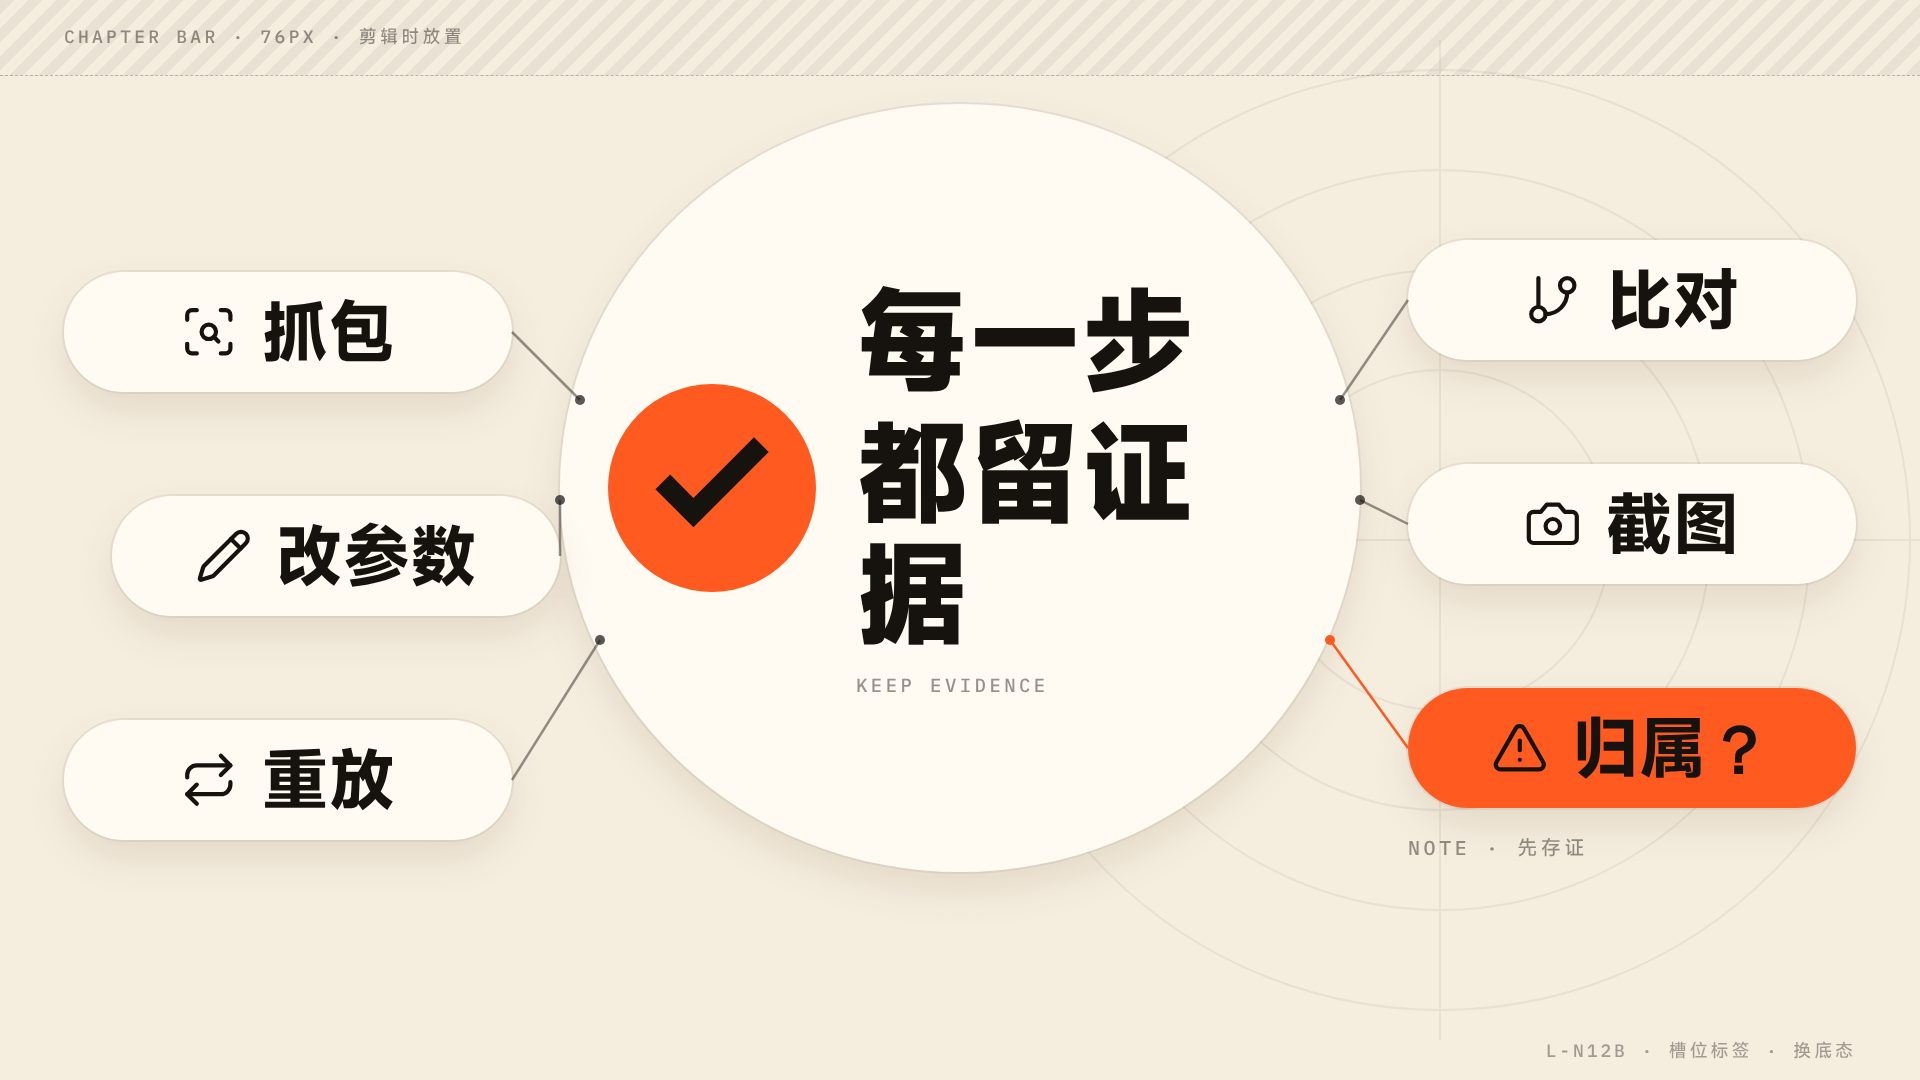 CHAPTER BAR · 76PX · 剪辑时放置
抓包
改参数
重放
每一步
都留证
据
KEEP EVIDENCE
比对
截图
归属？
NOTE · 先存证
L-N12B · 槽位标签 · 换底态